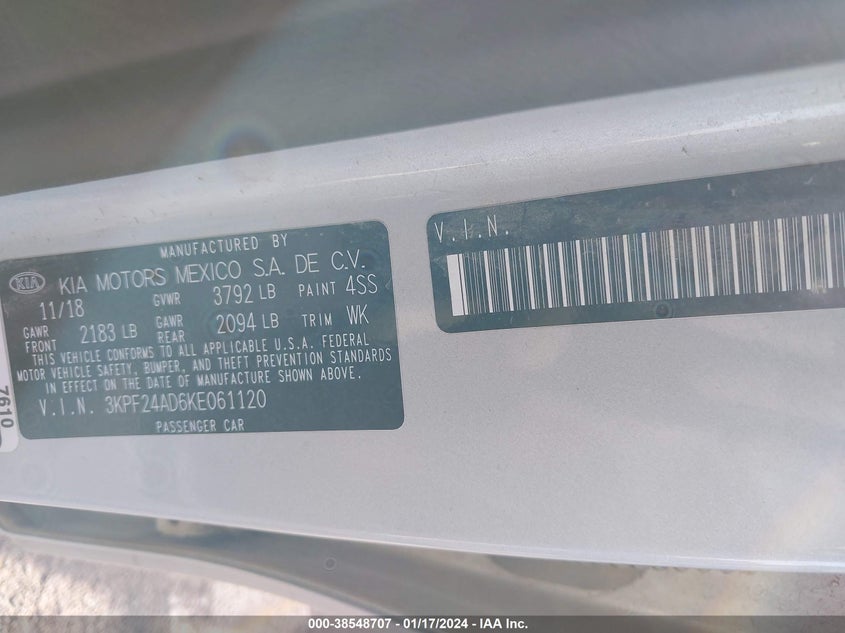 MANUFACTURED BY
KIA KIA MOTORS MEXICO S.A. DE C.V.
11/18 GVWR 3792 LB PAINT 4SS
GAWR FRONT 2183 LB GAWR REAR 2094 LB TRIM WK
THIS VEHICLE CONFORMS TO ALL APPLICABLE U.S.A. FEDERAL
MOTOR VEHICLE SAFETY, BUMPER, AND THEFT PREVENTION STANDARDS
IN EFFECT ON THE DATE OF MANUFACTURE SHOWN ABOVE.
V.I.N. 3KPF24AD6KE061120
PASSENGER CAR
7610
V.I.N.
000-38548707 - 01/17/2024 - IAA Inc.